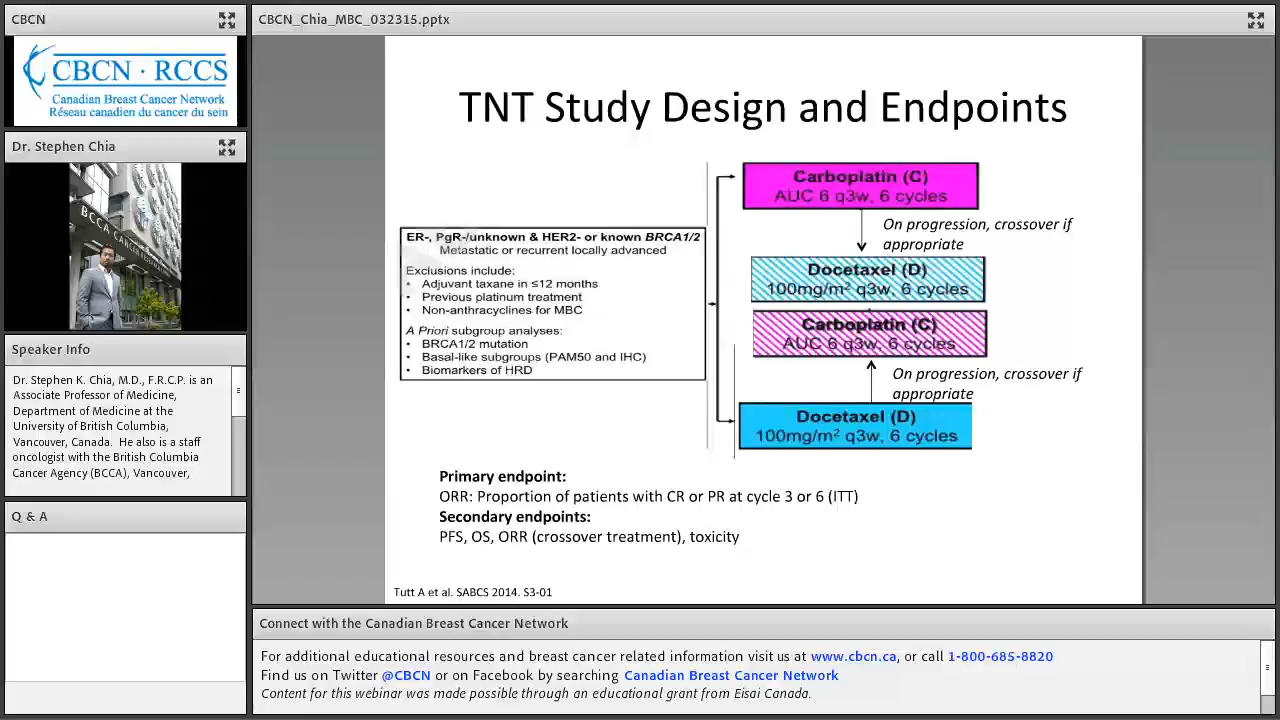 CBCN
CBCN · RCCS
Canadian Breast Cancer Network
Réseau canadien du cancer du sein
Dr. Stephen Chia
BCCA CANCER RESEARCH
Speaker Info
Dr. Stephen K. Chia, M.D., F.R.C.P. is an
Associate Professor of Medicine,
Department of Medicine at the
University of British Columbia,
Vancouver, Canada. He also is a staff
oncologist with the British Columbia
Cancer Agency (BCCA), Vancouver,
Q & A
CBCN_Chia_MBC_032315.pptx
TNT Study Design and Endpoints
ER-, PgR-/unknown & HER2- or known BRCA1/2
Metastatic or recurrent locally advanced
Exclusions include:
• Adjuvant taxane in ≤12 months
• Previous platinum treatment
• Non-anthracyclines for MBC
A Priori subgroup analyses:
• BRCA1/2 mutation
• Basal-like subgroups (PAM50 and IHC)
• Biomarkers of HRD
Carboplatin (C)
AUC 6 q3w, 6 cycles
On progression, crossover if
appropriate
Docetaxel (D)
100mg/m² q3w, 6 cycles
Carboplatin (C)
AUC 6 q3w, 6 cycles
On progression, crossover if
appropriate
Docetaxel (D)
100mg/m² q3w, 6 cycles
Primary endpoint:
ORR: Proportion of patients with CR or PR at cycle 3 or 6 (ITT)
Secondary endpoints:
PFS, OS, ORR (crossover treatment), toxicity
Tutt A et al. SABCS 2014. S3-01
Connect with the Canadian Breast Cancer Network
For additional educational resources and breast cancer related information visit us at www.cbcn.ca, or call 1-800-685-8820
Find us on Twitter @CBCN or on Facebook by searching Canadian Breast Cancer Network
Content for this webinar was made possible through an educational grant from Eisai Canada.